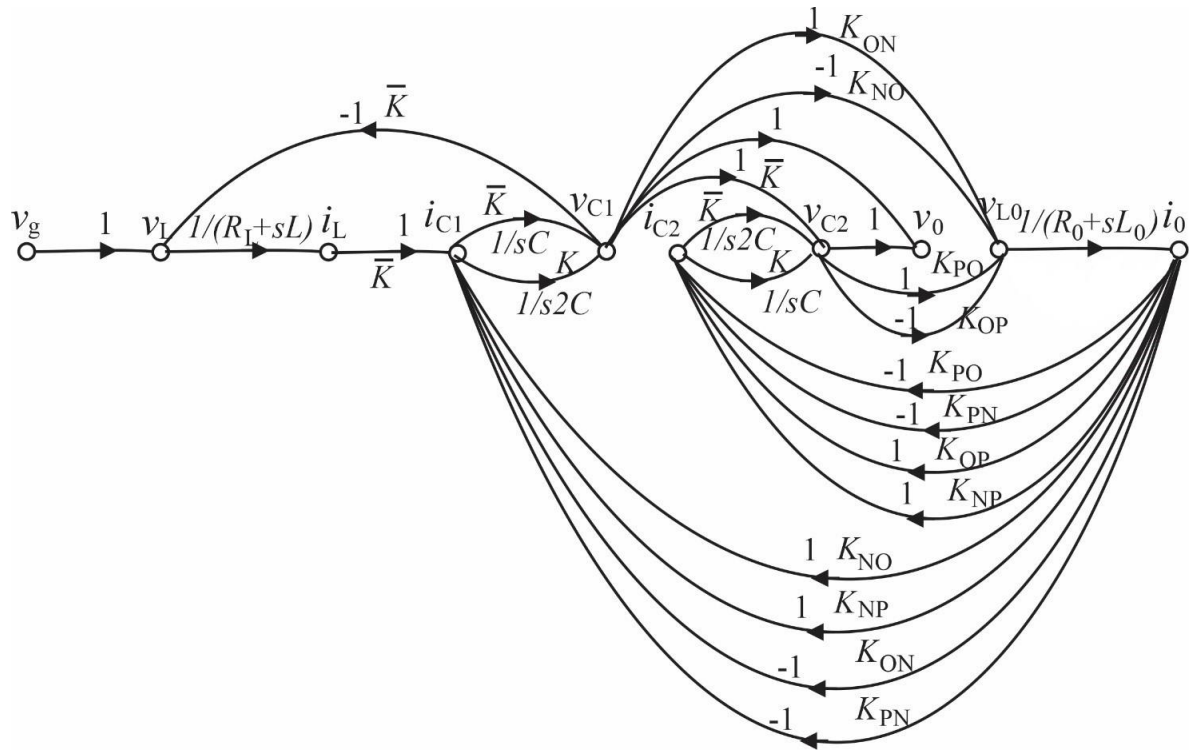 1 K_ON
-1 K_NO
-1 K̅
1
1 K̅
v_g 1 v_L 1/(R_L+sL) i_L 1 i_C1 K̅ v_C1 i_C2 K̅ v_C2 1 v_0 v_L0 1/(R_0+sL_0) i_0
K̅ 1/sC 1/s2C
K K K_PO
1/s2C 1/sC 1
-1 K_OP
-1 K_PO
-1 K_PN
1 K_OP
1 K_NP
1 K_NO
1 K_NP
-1 K_ON
-1 K_PN